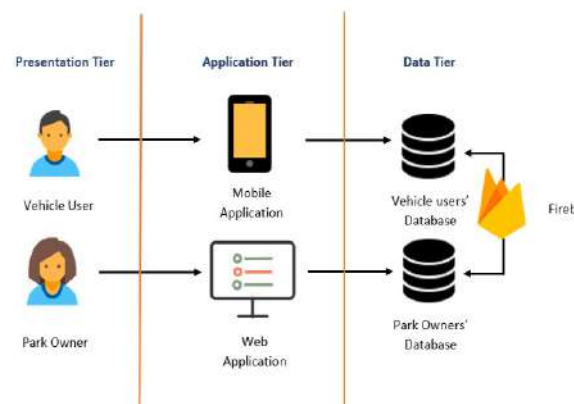 Presentation Tier
Application Tier
Data Tier
Vehicle User
Mobile
Application
Vehicle users'
Database
Fireb
Park Owner
Web
Application
Park Owners'
Database